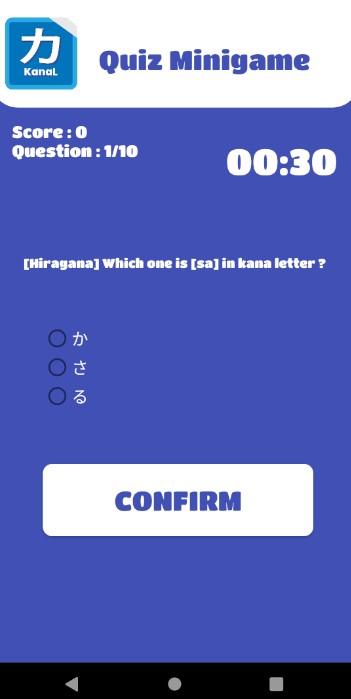 力
KanaL
Quiz Minigame
Score : 0
Question : 1/10
00:30
[Hiragana] Which one is [sa] in kana letter ?
か
さ
る
CONFIRM